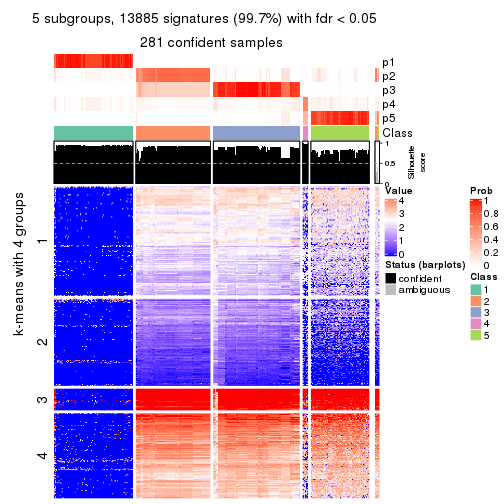 5 subgroups, 13885 signatures (99.7%) with fdr < 0.05
281 confident samples
p1
p2
p3
p4
p5
Class
1
0.5
0
Silhouette
score
k-means with 4 groups
1
2
3
4
Value
4
3
2
1
0
Status (barplots)
confident
ambiguous
Prob
1
0.8
0.6
0.4
0.2
0
Class
1
2
3
4
5